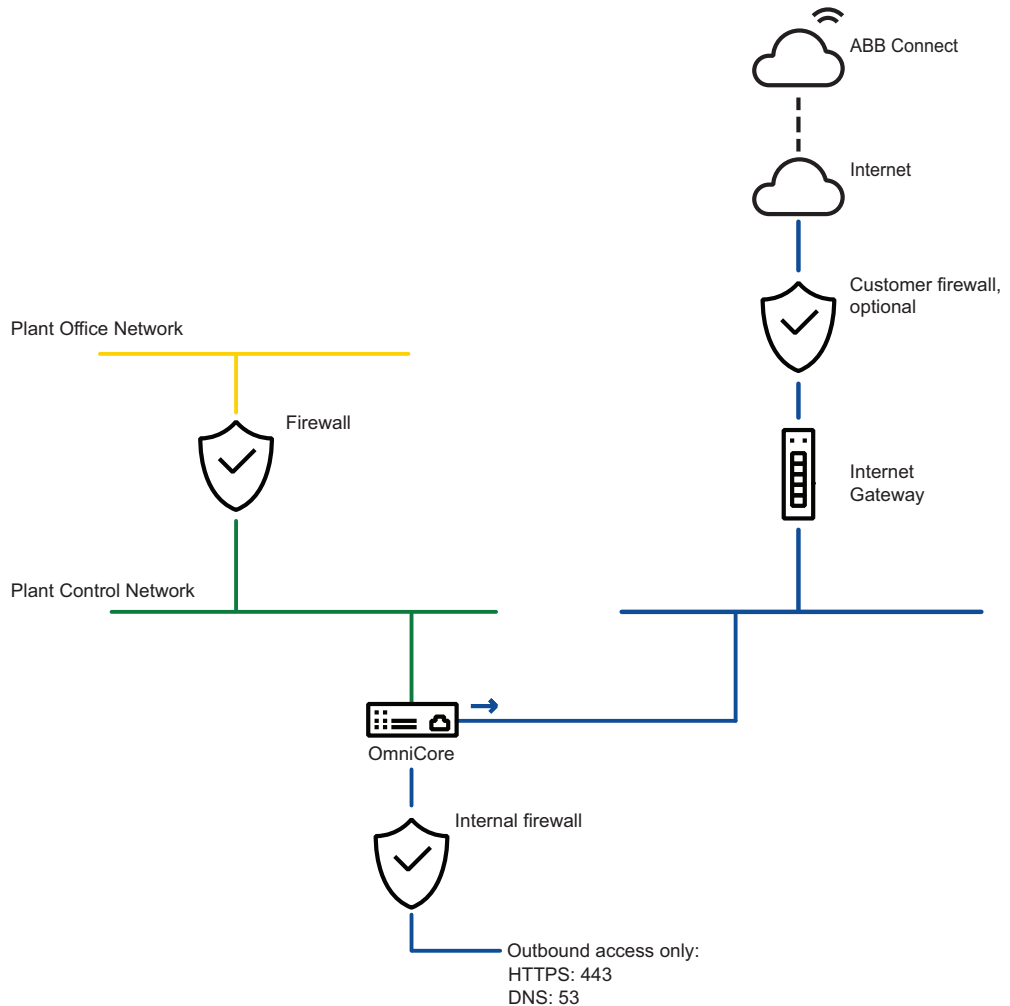 ABB Connect
Internet
Customer firewall,
optional
Plant Office Network
Firewall
Internet
Gateway
Plant Control Network
OmniCore
Internal firewall
Outbound access only:
HTTPS: 443
DNS: 53